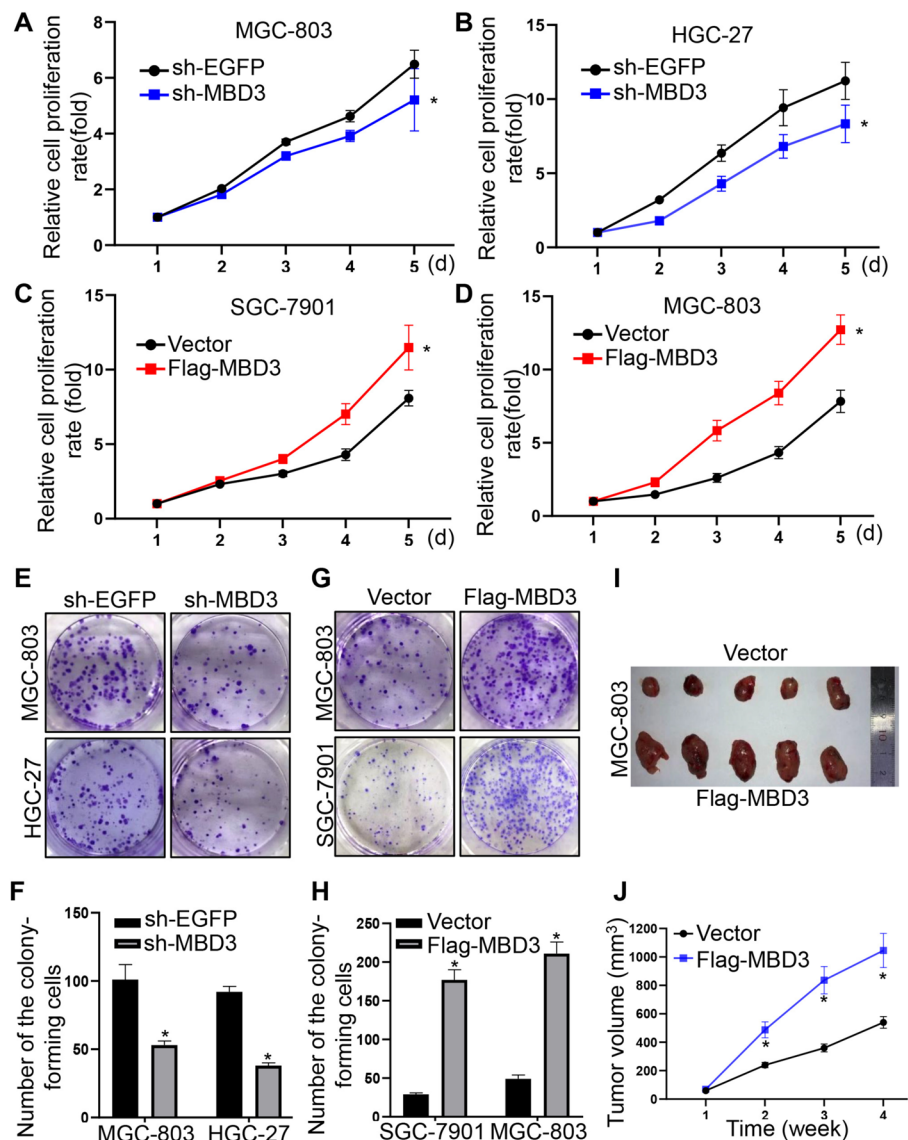 A
MGC-803
sh-EGFP
sh-MBD3
Relative cell proliferation
rate(fold)
8
6
4
2
0
*
1 2 3 4 5 (d)
B
HGC-27
sh-EGFP
sh-MBD3
Relative cell proliferation
rate(fold)
15
10
5
0
*
1 2 3 4 5 (d)
C
SGC-7901
Vector
Flag-MBD3
Relative cell proliferation
rate(fold)
15
10
5
0
*
1 2 3 4 5 (d)
D
MGC-803
Vector
Flag-MBD3
Relative cell proliferation
rate(fold)
15
10
5
0
*
1 2 3 4 5 (d)
E
sh-EGFP sh-MBD3
MGC-803
HGC-27
G
Vector Flag-MBD3
MGC-803
SGC-7901
I
Vector
MGC-803
Flag-MBD3
F
sh-EGFP
sh-MBD3
Number of the colony-
forming cells
150
100
50
0
* *
MGC-803 HGC-27
H
Vector
Flag-MBD3
Number of the colony-
forming cells
250
200
150
100
50
0
* *
SGC-7901 MGC-803
J
Vector
Flag-MBD3
Tumor volume (mm³)
1200
1000
800
600
400
200
0
* * *
1 2 3 4
Time (week)